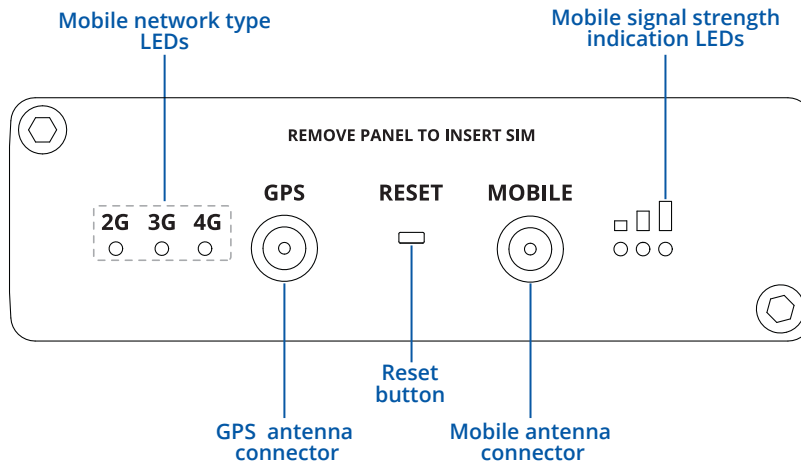 Mobile network type
LEDs
Mobile signal strength
indication LEDs
REMOVE PANEL TO INSERT SIM
GPS
RESET
MOBILE
2G 3G 4G
Reset
button
GPS antenna
connector
Mobile antenna
connector